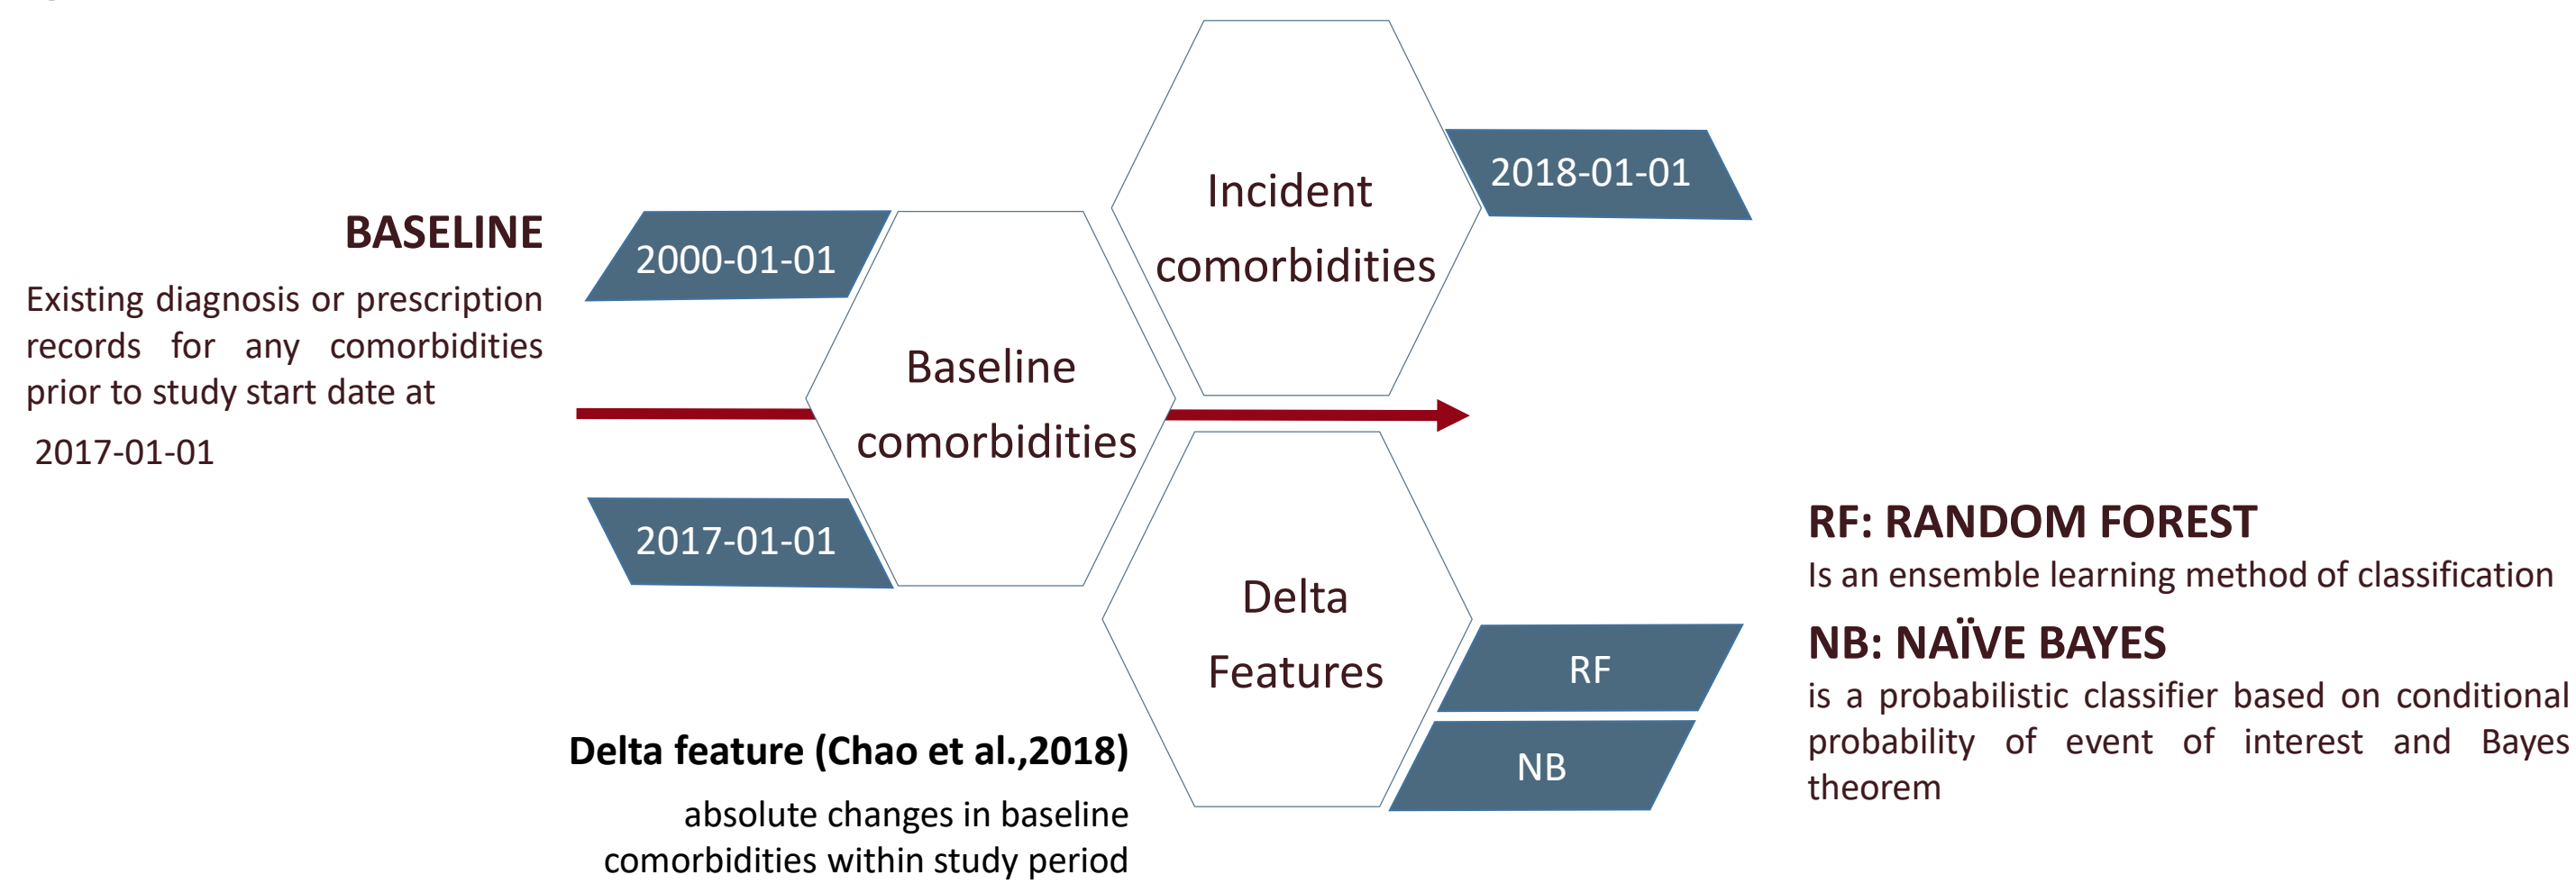 BASELINE
Existing diagnosis or prescription
records for any comorbidities
prior to study start date at
2017-01-01
2000-01-01
2017-01-01
Baseline
comorbidities
Incident
comorbidities
2018-01-01
Delta
Features
RF
NB
Delta feature (Chao et al.,2018)
absolute changes in baseline
comorbidities within study period
RF: RANDOM FOREST
Is an ensemble learning method of classification
NB: NAÏVE BAYES
is a probabilistic classifier based on conditional
probability of event of interest and Bayes
theorem